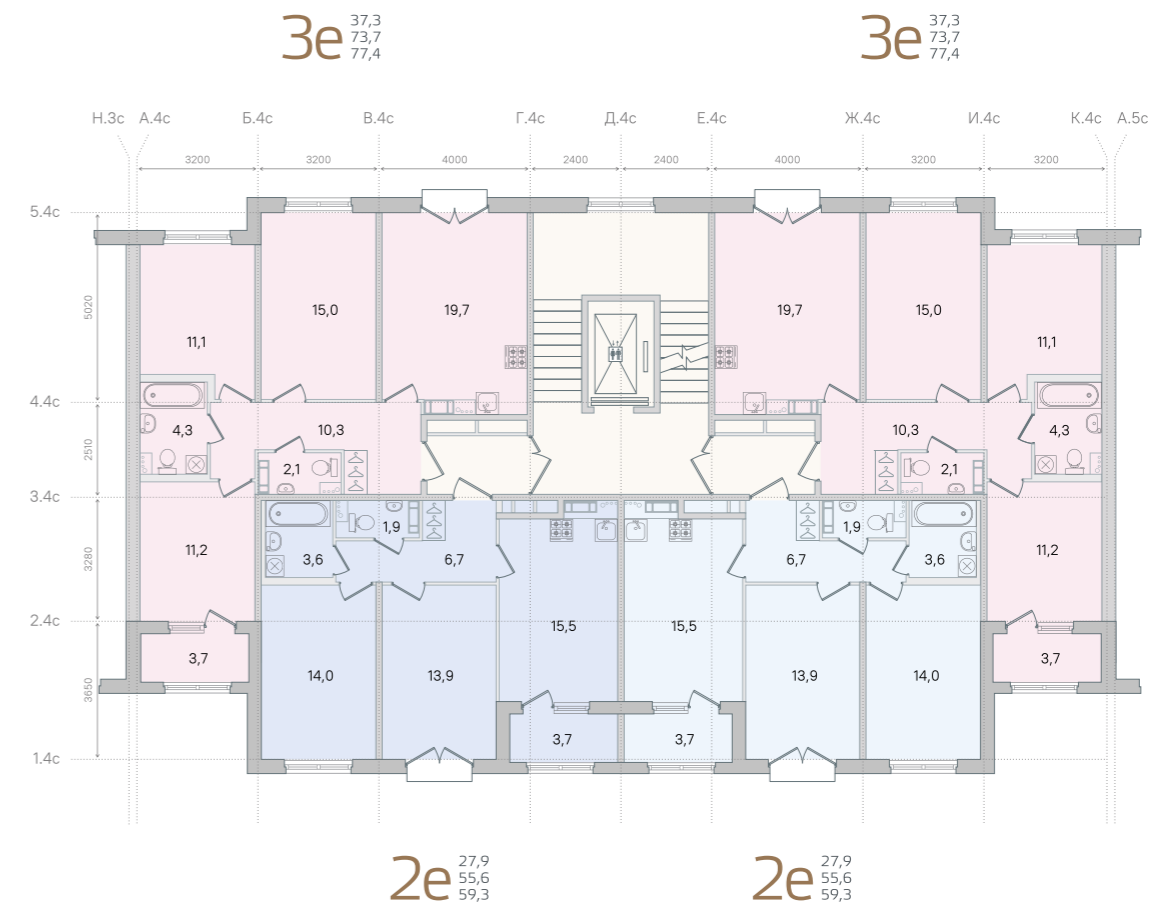 3е 37,3 3е 37,3
73,7 73,7
77,4 77,4
Н.3с А.4с Б.4с В.4с Г.4с Д.4с Е.4с Ж.4с И.4с К.4с А.5с
3200 3200 4000 2400 2400 4000 3200 3200
5.4с
5020
15,0 19,7 19,7 15,0
11,1 11,1
4.4с
4,3 10,3 10,3 4,3
2510
2,1 2,1
3.4с
1,9 1,9
11,2 3,6 6,7 6,7 3,6 11,2
3280
2.4с
15,5 15,5
3,7 3,7
14,0 13,9 13,9 14,0
3650
3,7 3,7
1.4с
2е 27,9 2е 27,9
55,6 55,6
59,3 59,3